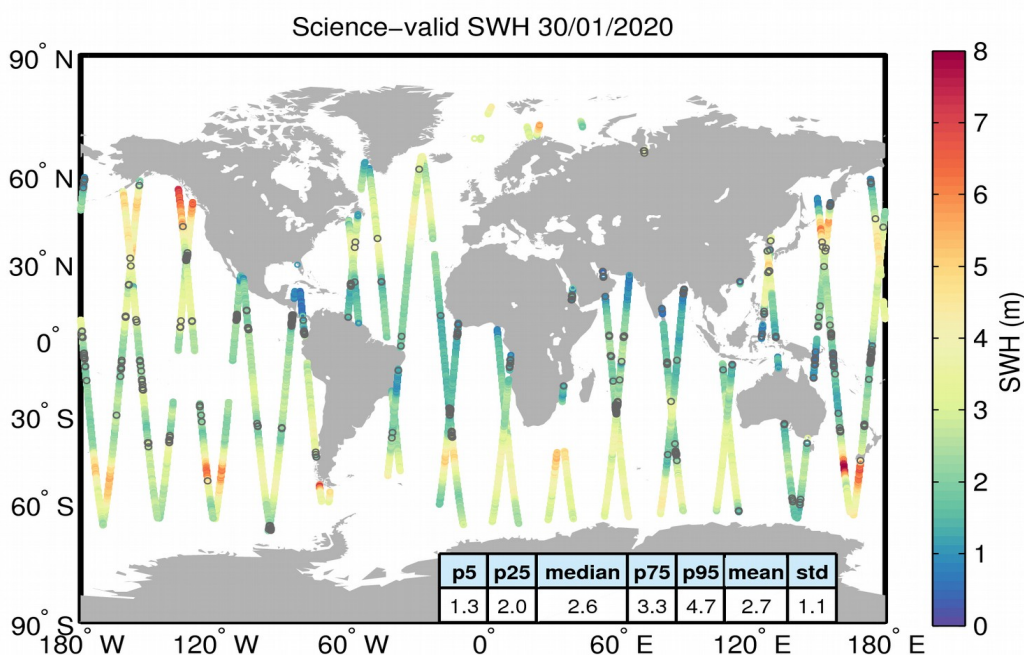 Science−valid SWH 30/01/2020
90° N
60° N
30° N
0°
30° S
60° S
90° S
180° W
120° W
60° W
0°
60° E
120° E
180° E
p5 p25 median p75 p95 mean std
1.3 2.0 2.6 3.3 4.7 2.7 1.1
8
7
6
5
4
3
2
1
0
SWH (m)